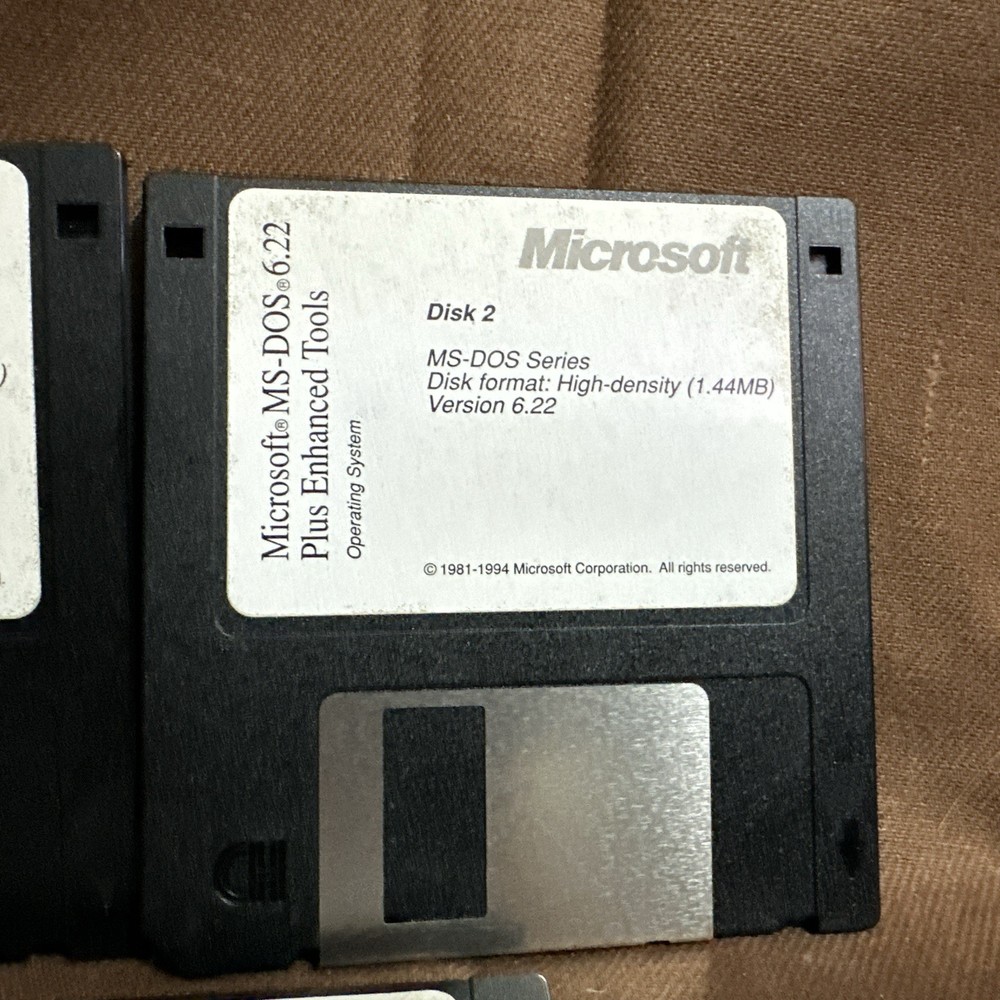 Microsoft® MS-DOS® 6.22
Plus Enhanced Tools
Operating System
Microsoft
Disk 2
MS-DOS Series
Disk format: High-density (1.44MB)
Version 6.22
© 1981-1994 Microsoft Corporation. All rights reserved.
HD
)